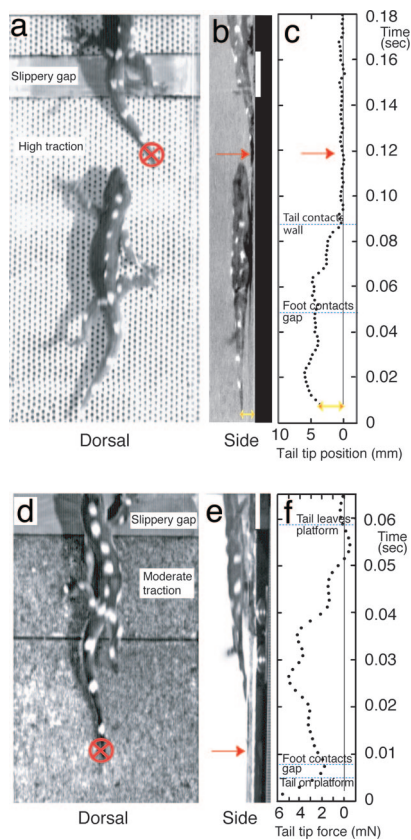 a
Slippery gap
High traction
Dorsal
b
Side
c
0.18
Time
(sec)
0.16
0.14
0.12
0.10
Tail contacts
wall
0.08
0.06
Foot contacts
gap
0.04
0.02
0
10 5 0
Tail tip position (mm)
d
Slippery gap
Moderate
traction
Dorsal
e
Side
f
Tail leaves
platform
0.06
Time
(sec)
0.05
0.04
0.03
0.02
0.01
Foot contacts
gap
Tail on platform
0
6 4 2 0
Tail tip force (mN)